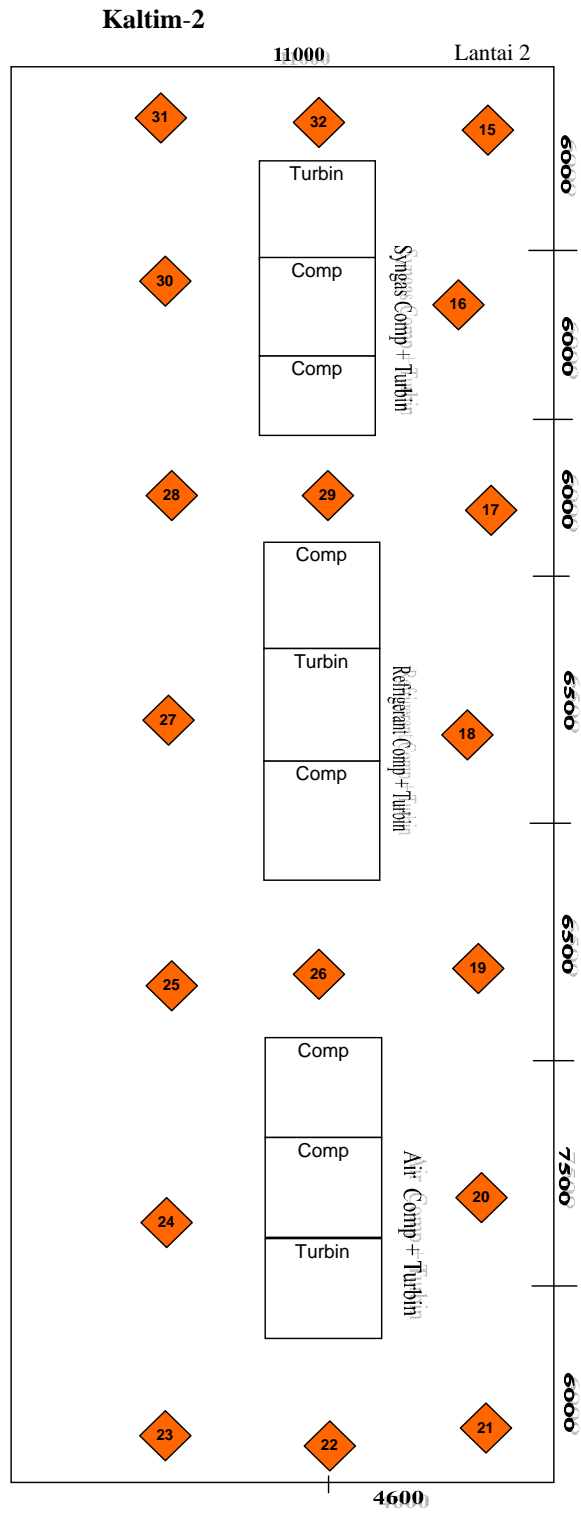 Kaltim-2
11000
Lantai 2
31
32
15
6000
Turbin
Comp
Comp
Syngas Comp + Turbin
30
16
6000
28
29
17
6000
Comp
Turbin
Comp
Refrigerant Comp + Turbin
27
18
6500
25
26
19
6500
Comp
Comp
Turbin
Air Comp + Turbin
24
20
7500
23
22
21
6000
4600